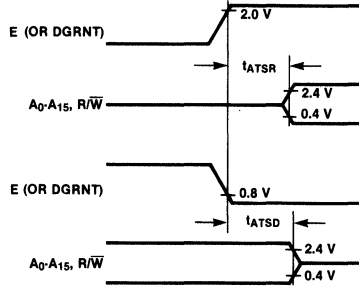 2.0 V
E (OR DGRNT)
tATSR
A0-A15, R/W̅
2.4 V
0.4 V
E (OR DGRNT)
0.8 V
tATSD
A0-A15, R/W̅
2.4 V
0.4 V